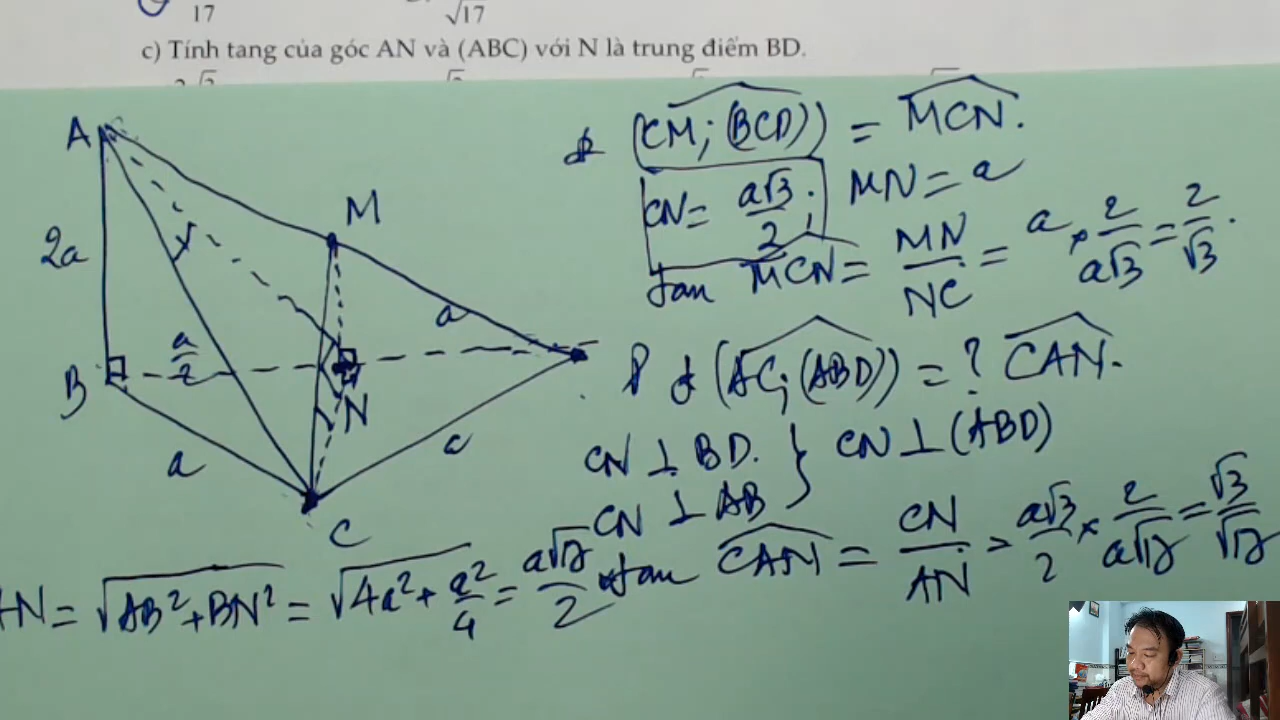 17
√17
c) Tính tang của góc AN và (ABC) với N là trung điểm BD.
A
M
2a
a
B
a/2
N
a
C
(CM; (BCD)) = MCN.
CN = a√3/2; MN = a
tan MCN = MN/NC = a × 2/a√3 = 2/√3.
(AC; (ABD)) = ? CAN.
CN ⊥ BD. } CN ⊥ (ABD)
CN ⊥ AB
tan CAN = CN/AN = a√3/2 × 2/a√17 = √3/√17
AN = √AB² + BN² = √4a² + a²/4 = a√17/2